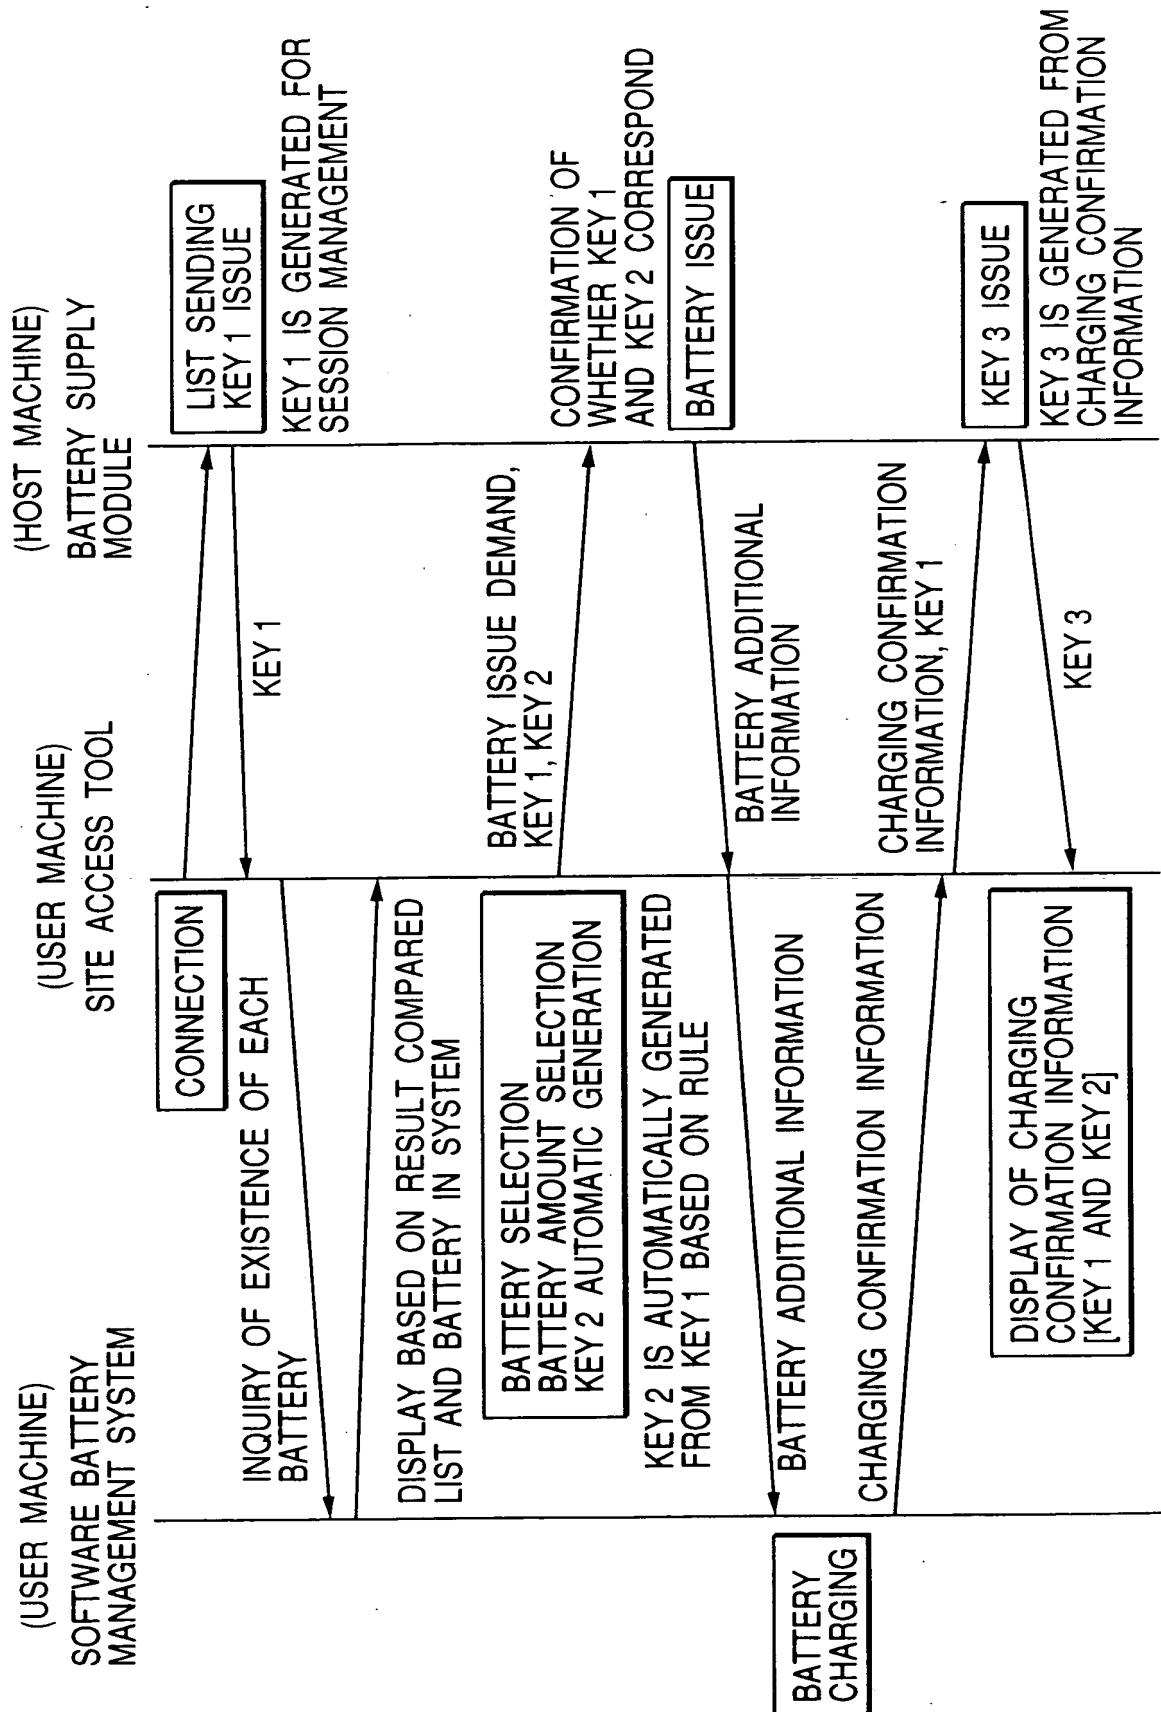 (USER MACHINE)
SOFTWARE BATTERY
MANAGEMENT SYSTEM
(USER MACHINE)
SITE ACCESS TOOL
(HOST MACHINE)
BATTERY SUPPLY
MODULE
CONNECTION
LIST SENDING
KEY 1 ISSUE
KEY 1 IS GENERATED FOR
SESSION MANAGEMENT
KEY 1
INQUIRY OF EXISTENCE OF EACH
BATTERY
DISPLAY BASED ON RESULT COMPARED
LIST AND BATTERY IN SYSTEM
BATTERY SELECTION
BATTERY AMOUNT SELECTION
KEY 2 AUTOMATIC GENERATION
KEY 2 IS AUTOMATICALLY GENERATED
FROM KEY 1 BASED ON RULE
BATTERY ISSUE DEMAND,
KEY 1, KEY 2
CONFIRMATION OF
WHETHER KEY 1
AND KEY 2 CORRESPOND
BATTERY ISSUE
BATTERY ADDITIONAL
INFORMATION
BATTERY ADDITIONAL INFORMATION
BATTERY
CHARGING
CHARGING CONFIRMATION INFORMATION
CHARGING CONFIRMATION
INFORMATION, KEY 1
KEY 3 ISSUE
KEY 3 IS GENERATED FROM
CHARGING CONFIRMATION
INFORMATION
KEY 3
DISPLAY OF CHARGING
CONFIRMATION INFORMATION
[KEY 1 AND KEY 2]